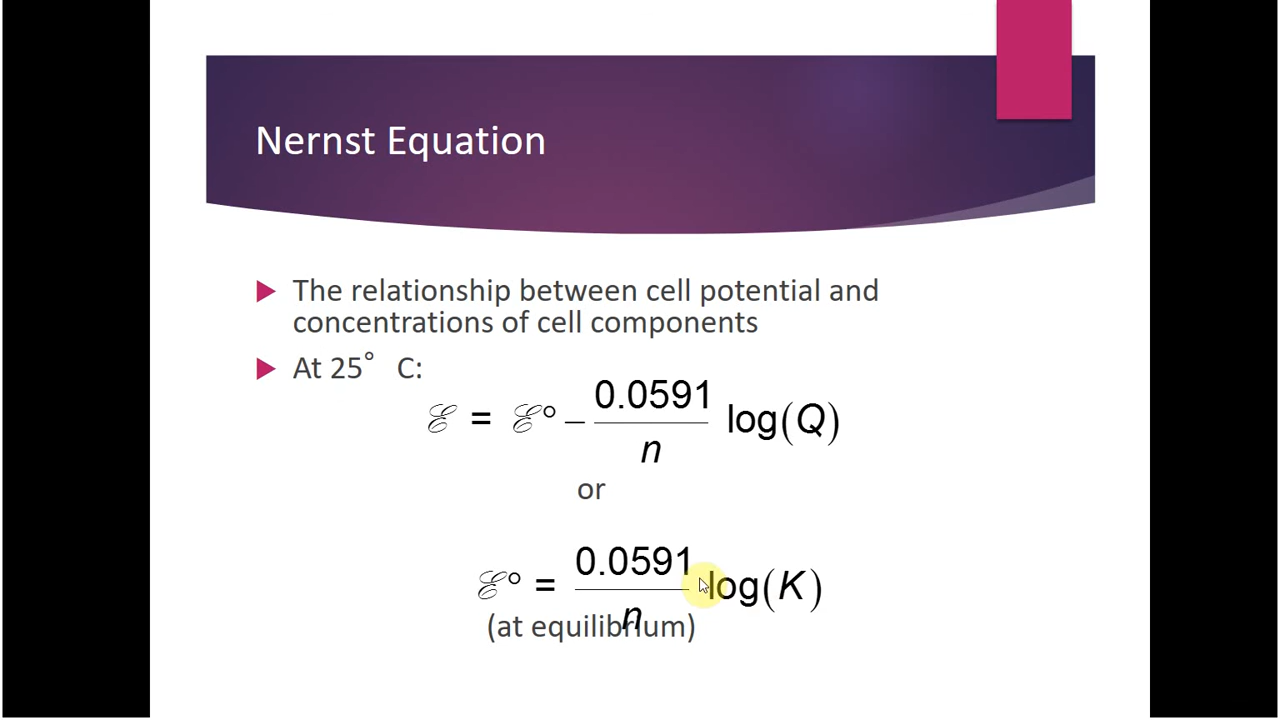 Nernst Equation
The relationship between cell potential and
concentrations of cell components
At 25° C:
ℰ = ℰ° – 0.0591/n log(Q)
or
ℰ° = 0.0591/n log(K)
(at equilibrium)